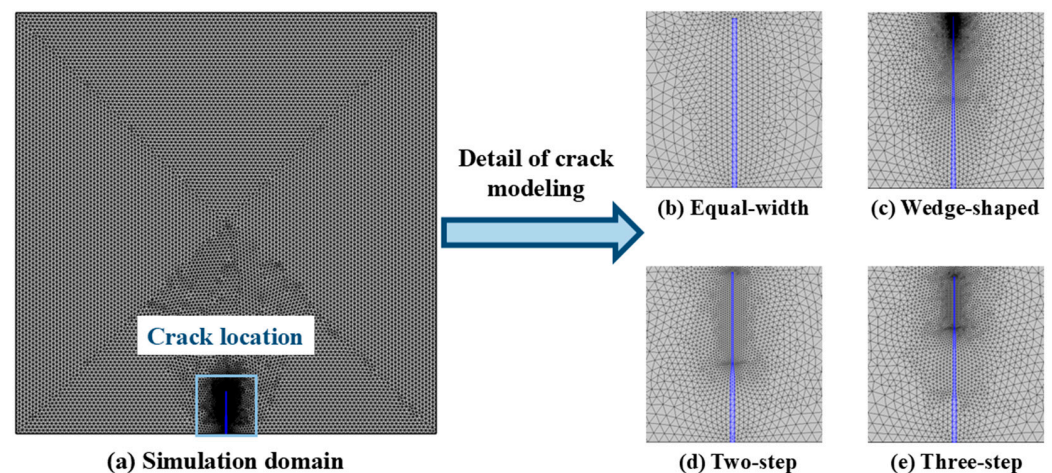 Detail of crack
modeling
(b) Equal-width
(c) Wedge-shaped
Crack location
(a) Simulation domain
(d) Two-step
(e) Three-step